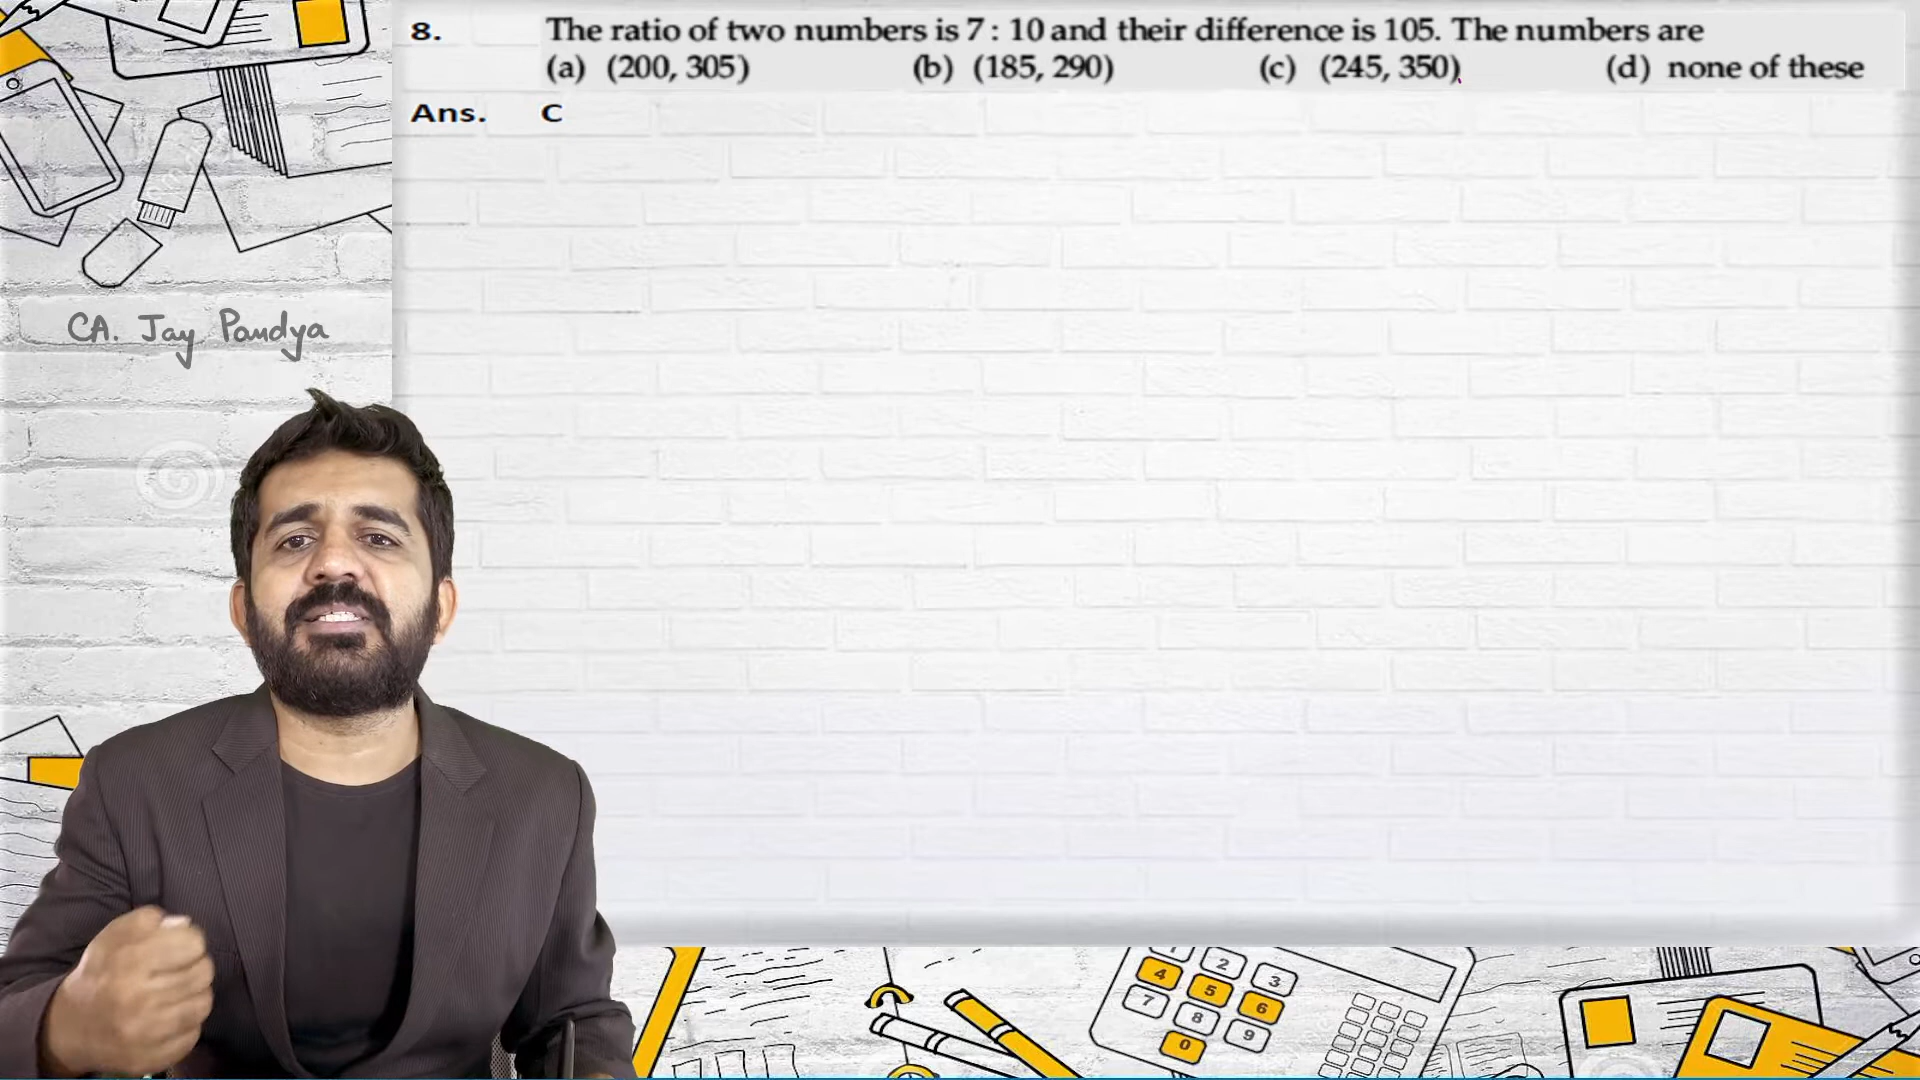 8. The ratio of two numbers is 7 : 10 and their difference is 105. The numbers are
(a) (200, 305) (b) (185, 290) (c) (245, 350) (d) none of these
Ans. C
CA. Jay Pandya
1 2 3
4 5 6
7 8 9
0